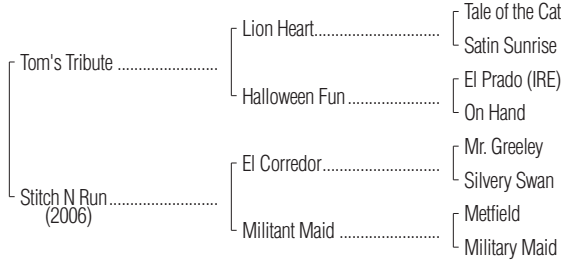 Tale of the Cat
Lion Heart
Satin Sunrise
Tom's Tribute
El Prado (IRE)
Halloween Fun
On Hand
Mr. Greeley
El Corredor
Silvery Swan
Stitch N Run
(2006)
Metfield
Militant Maid
Military Maid